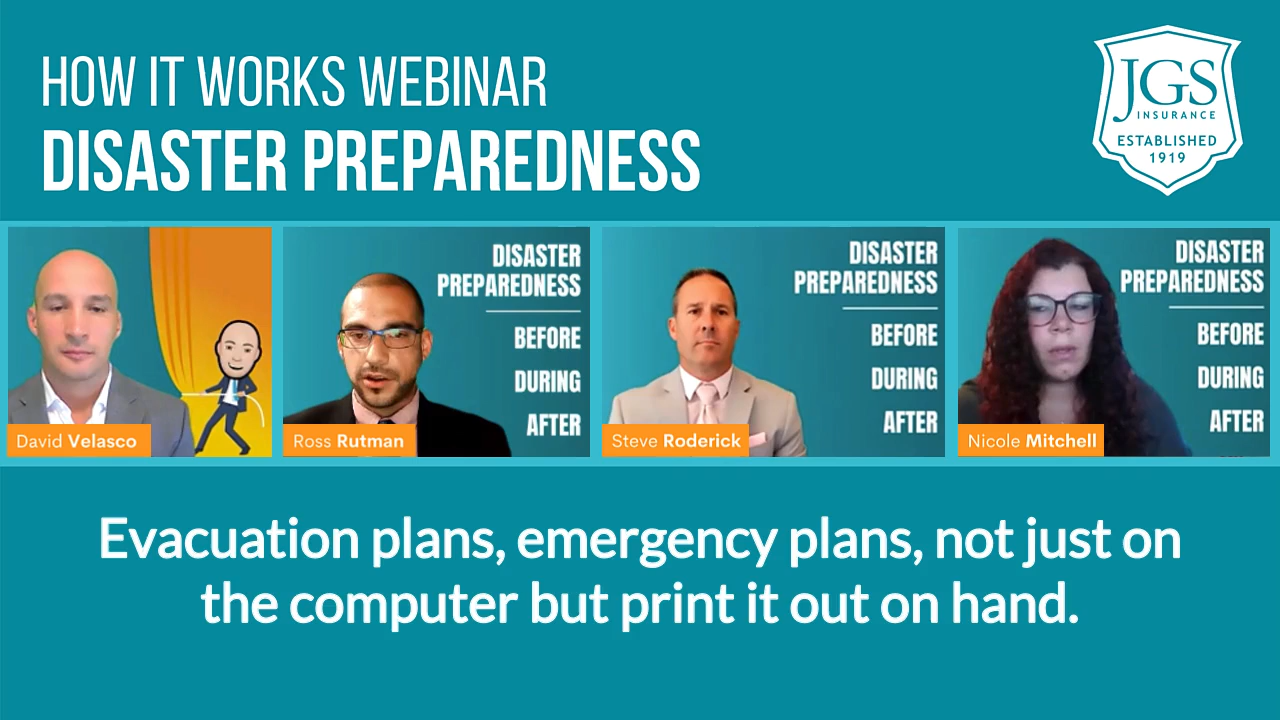 HOW IT WORKS WEBINAR
DISASTER PREPAREDNESS
JGS
INSURANCE
ESTABLISHED
1919
David Velasco
DISASTER
PREPAREDNESS
BEFORE
DURING
AFTER
Ross Rutman
DISASTER
PREPAREDNESS
BEFORE
DURING
AFTER
Steve Roderick
DISASTER
PREPAREDNESS
BEFORE
DURING
AFTER
Nicole Mitchell
Evacuation plans, emergency plans, not just on
the computer but print it out on hand.